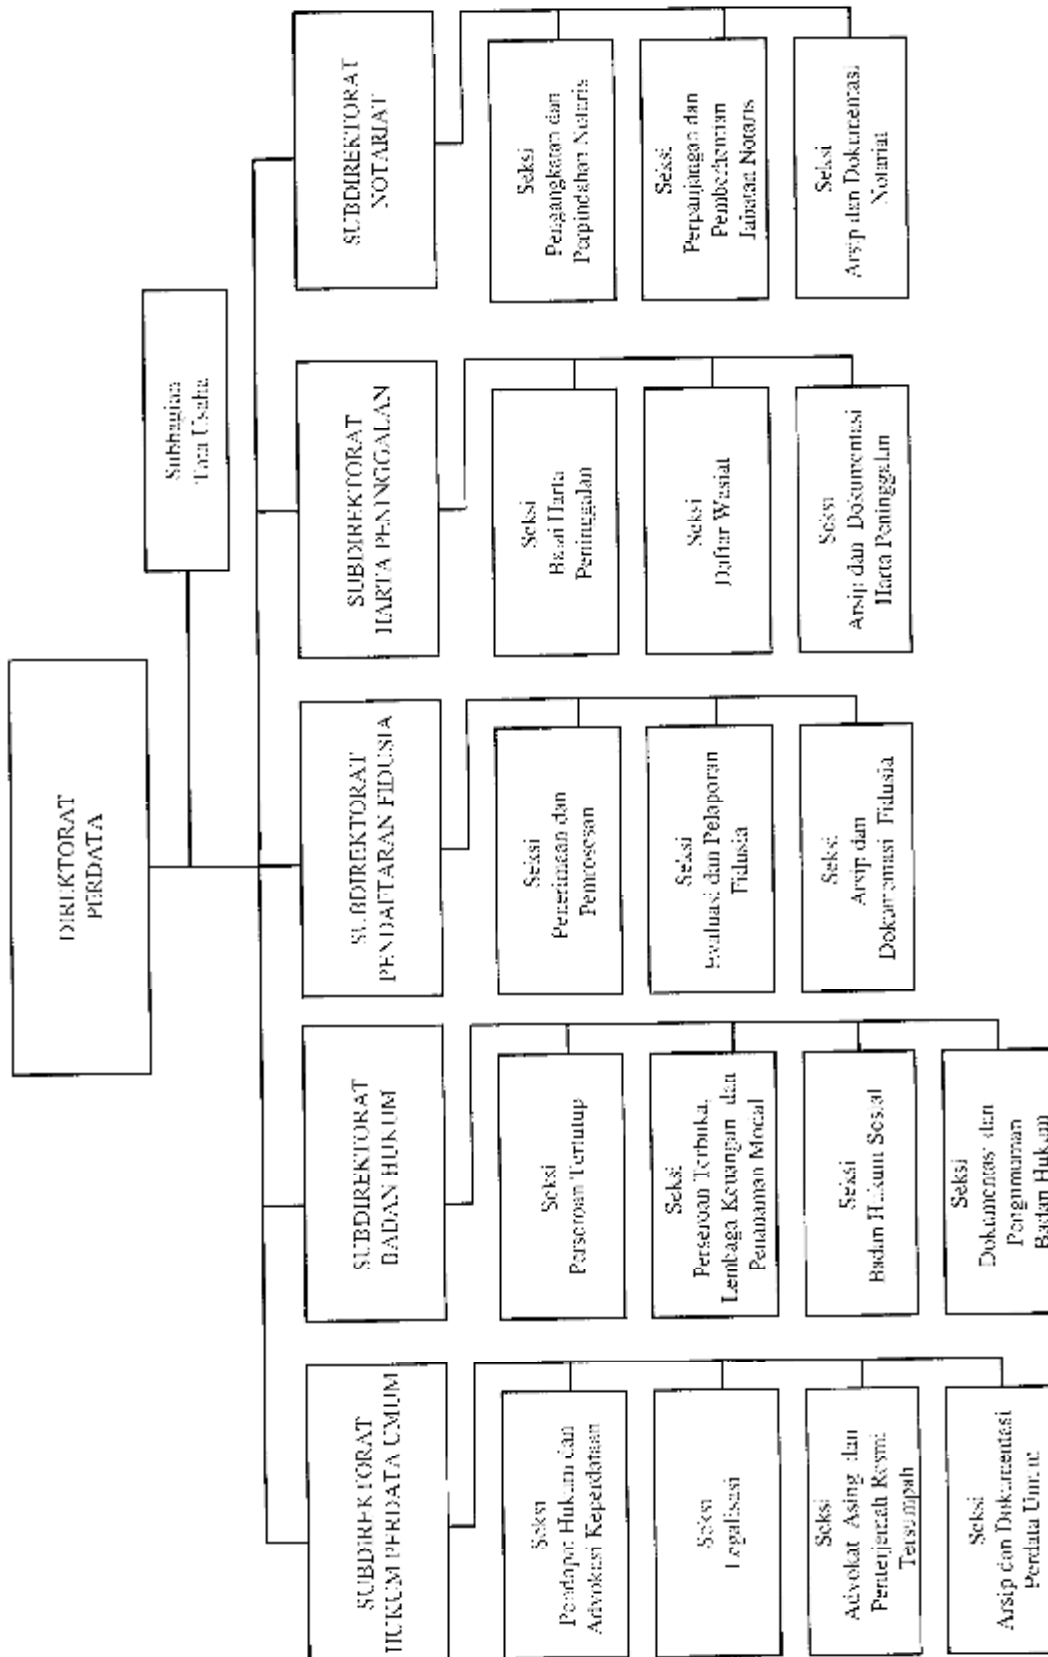 DIREKTORAT
PERDATA
Subbagian
Tata Usaha
SUBDIREKTORAT
HUKUM PERDATA UMUM
SUBDIREKTORAT
BADAN HUKUM
SUBDIREKTORAT
PENDAFTARAN FIDUSIA
SUBDIREKTORAT
HARTA PENINGGALAN
SUBDIREKTORAT
NOTARIAT
Seksi
Pendapat Hukum dan
Advokasi Keperdataan
Seksi
Legalisasi
Seksi
Advokat Asing dan
Penterjemah Resmi
Tersumpah
Seksi
Arsip dan Dokumentasi
Perdata Umum
Seksi
Perseroan Tertutup
Seksi
Perseroan Terbuka,
Lembaga Keuangan dan
Penanaman Modal
Seksi
Badan Hukum Sosial
Seksi
Dokumentasi dan
Pengumuman
Badan Hukum
Seksi
Penerimaan dan
Pemrosesan
Seksi
Evaluasi dan Pelaporan
Fidusia
Seksi
Arsip dan
Dokumentasi Fidusia
Seksi
Balai Harta
Peninggalan
Seksi
Daftar Wasiat
Seksi
Arsip dan Dokumentasi
Harta Peninggalan
Seksi
Pengangkatan dan
Perpindahan Notaris
Seksi
Perpanjangan dan
Pemberhentian
Jabatan Notaris
Seksi
Arsip dan Dokumentasi
Notariat